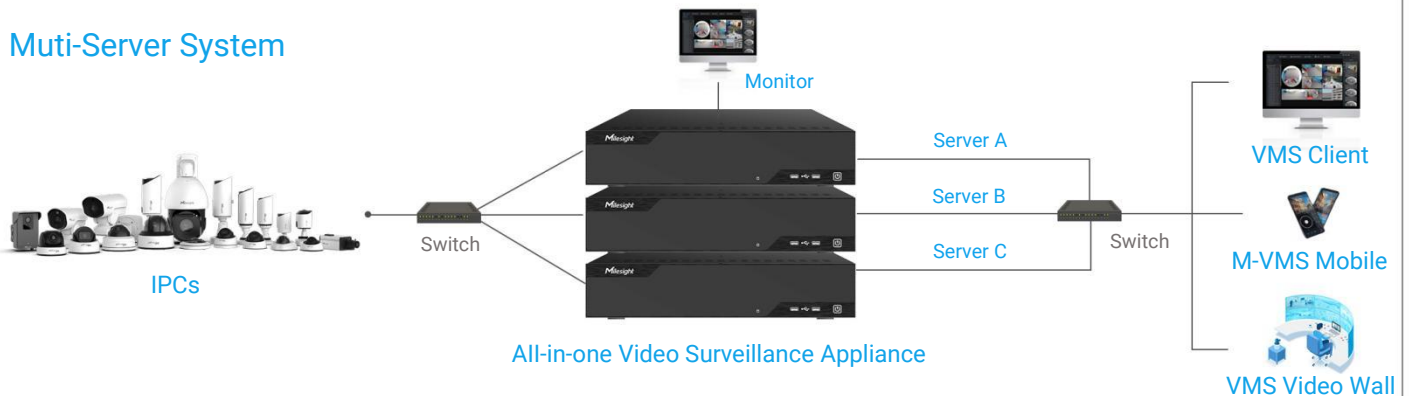 Muti-Server System
Monitor
Milesight
Server A
VMS Client
Milesight
Server B
Switch
Switch
Milesight
Server C
M-VMS Mobile
IPCs
All-in-one Video Surveillance Appliance
VMS Video Wall